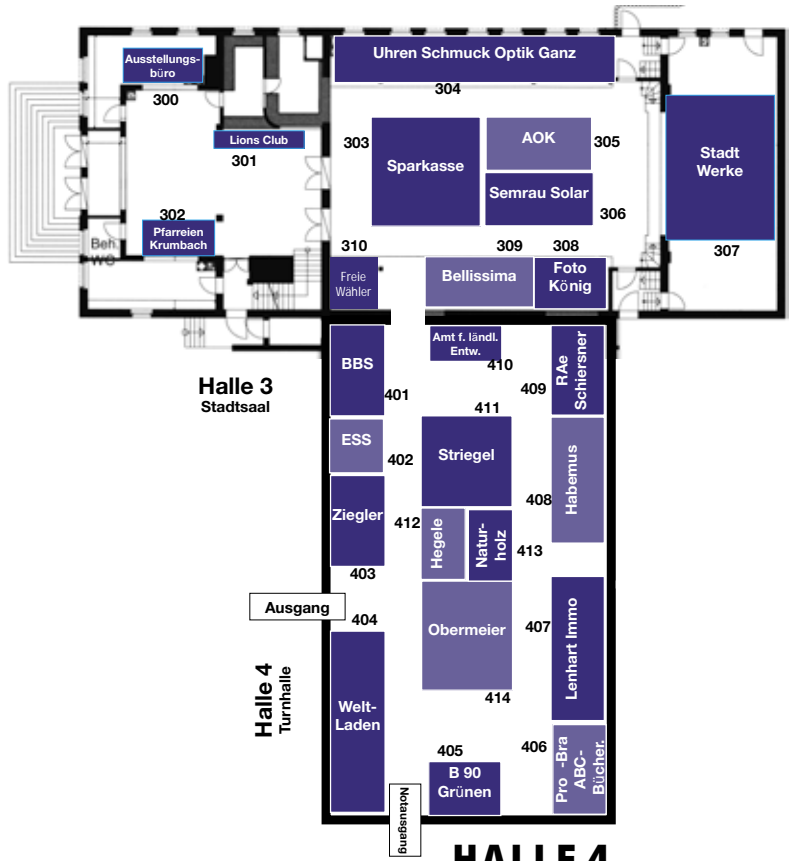 Ausstellungs-
büro
300
Uhren Schmuck Optik Ganz
304
Lions Club
301
303
Sparkasse
AOK
305
Semrau Solar
306
Stadt
Werke
307
302
Pfarreien
Krumbach
Beh.
WC
310
309
308
Freie
Wähler
Bellissima
Foto
König
Halle 3
Stadtsaal
BBS
401
Amt f. ländl.
Entw.
410
409
RAe
Schiersner
411
ESS
402
Striegel
408
Habemus
Ziegler
403
412
Hegele
Natur-
holz
413
Ausgang
404
Obermeier
414
407
Lenhart Immo
Halle 4
Turnhalle
Welt-
Laden
405
B 90
Grünen
406
Pro -Bra
ABC-
Bücher.
Notausgang
HALLE 4